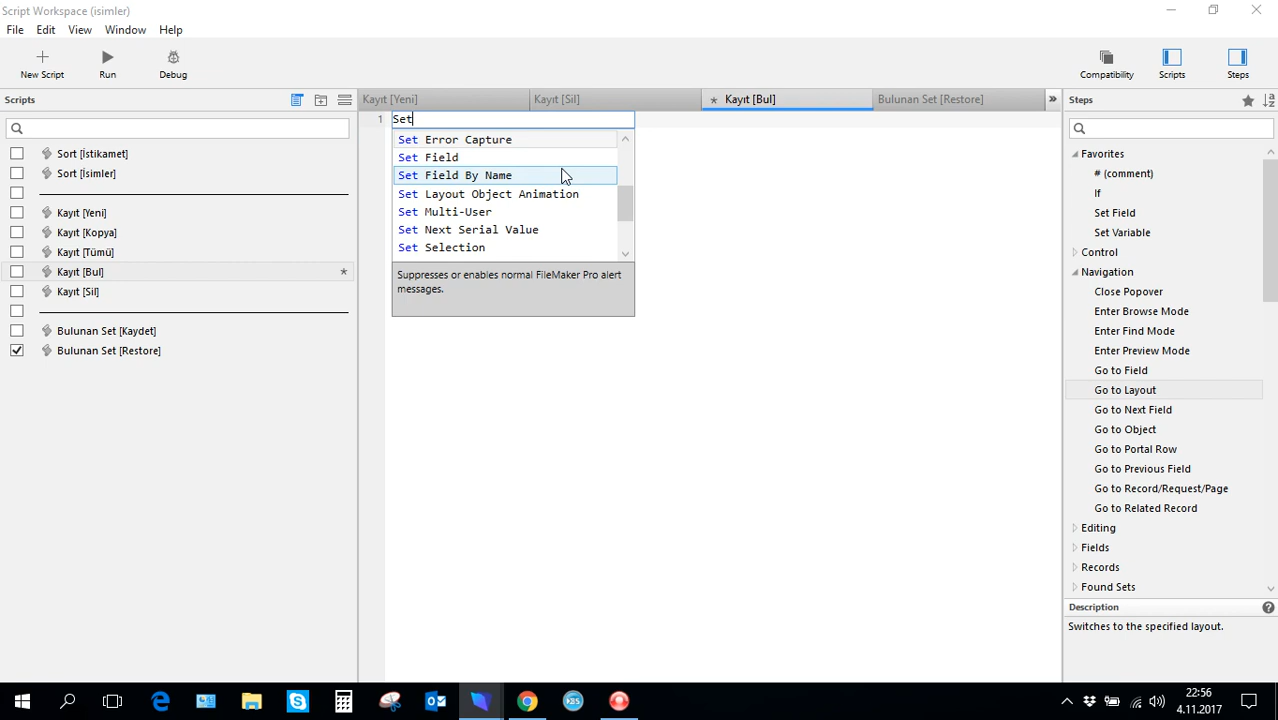 Script Workspace (isimler)
File Edit View Window Help
New Script Run Debug Compatibility Scripts Steps
Scripts
Kayıt [Yeni] Kayıt [Sil] * Kayıt [Bul] Bulunan Set [Restore] »
Steps
Sort [İstikamet]
Sort [İsimler]
Kayıt [Yeni]
Kayıt [Kopya]
Kayıt [Tümü]
Kayıt [Bul] *
Kayıt [Sil]
Bulunan Set [Kaydet]
Bulunan Set [Restore]
1 Set
Set Error Capture
Set Field
Set Field By Name
Set Layout Object Animation
Set Multi-User
Set Next Serial Value
Set Selection
Suppresses or enables normal FileMaker Pro alert
messages.
Favorites
# (comment)
If
Set Field
Set Variable
Control
Navigation
Close Popover
Enter Browse Mode
Enter Find Mode
Enter Preview Mode
Go to Field
Go to Layout
Go to Next Field
Go to Object
Go to Portal Row
Go to Previous Field
Go to Record/Request/Page
Go to Related Record
Editing
Fields
Records
Found Sets
Description
Switches to the specified layout.
22:56
4.11.2017